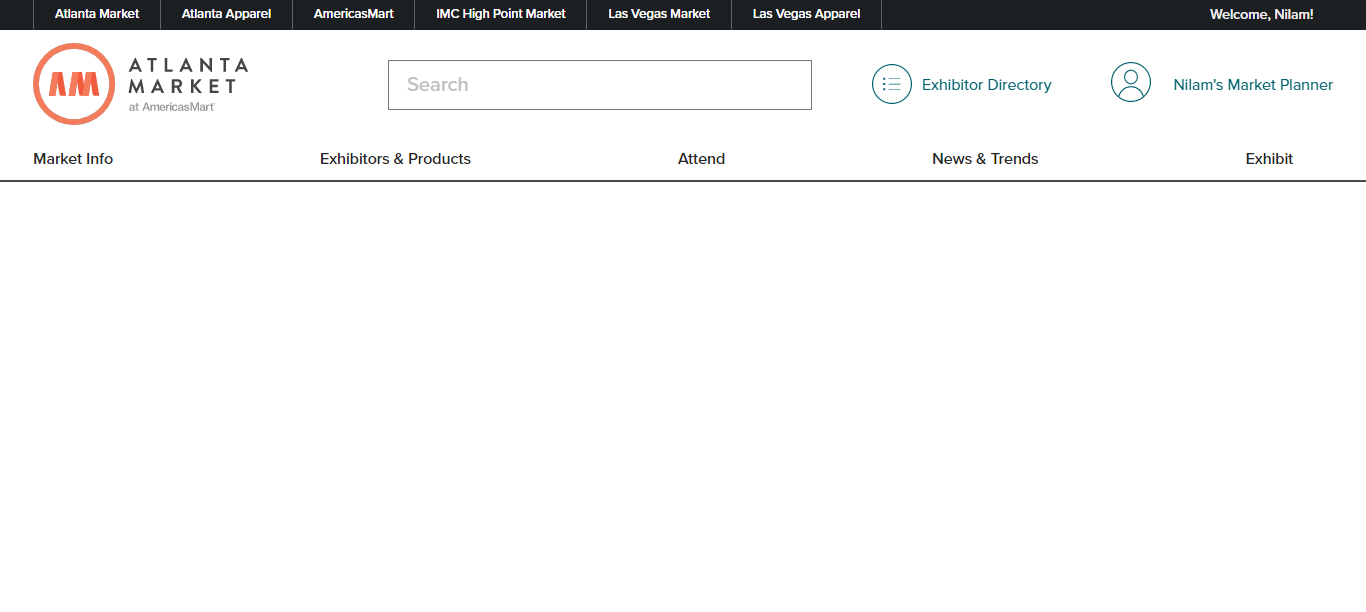 Atlanta Market Atlanta Apparel AmericasMart IMC High Point Market Las Vegas Market Las Vegas Apparel Welcome, Nilam!
AM
ATLANTA
MARKET
at AmericasMart
Search
Exhibitor Directory
Nilam's Market Planner
Market Info Exhibitors & Products Attend News & Trends Exhibit